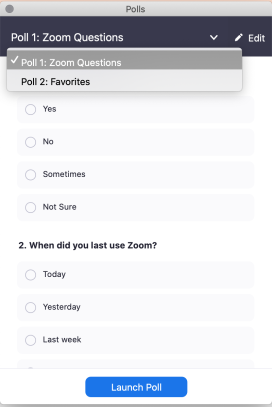 Polls
Poll 1: Zoom Questions
Edit
✓ Poll 1: Zoom Questions
Poll 2: Favorites
Yes
No
Sometimes
Not Sure
2. When did you last use Zoom?
Today
Yesterday
Last week
Launch Poll